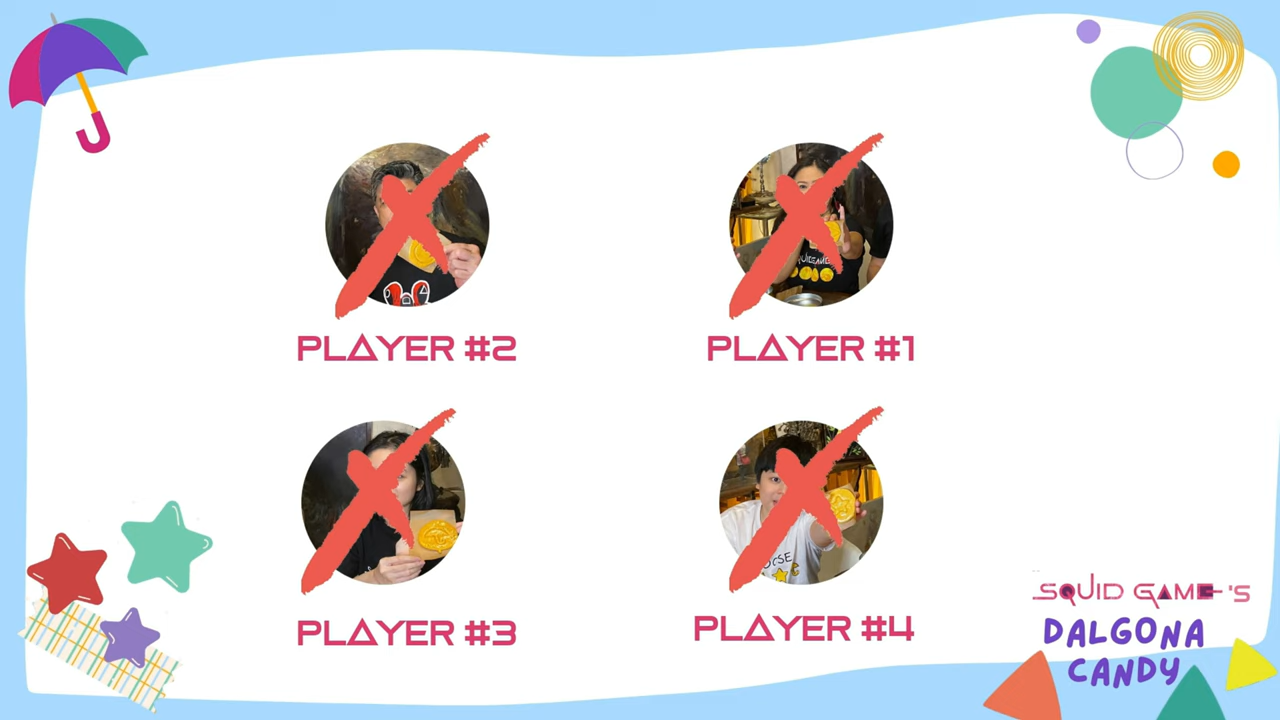 PLAYER #2
PLAYER #1
PLAYER #3
PLAYER #4
SQUID GAME'S
DALGONA
CANDY